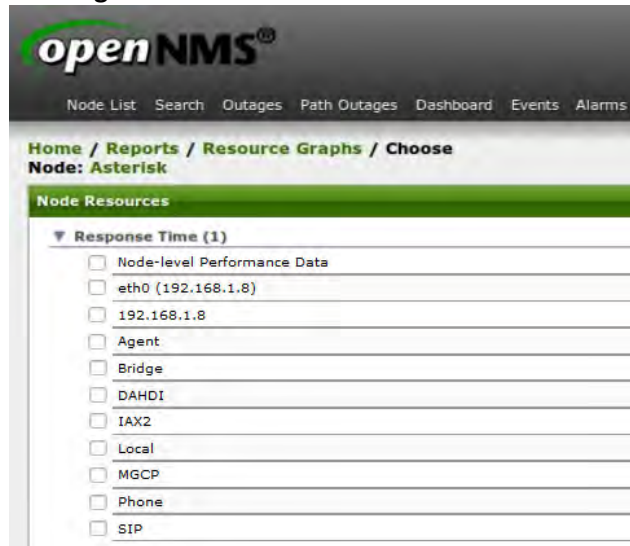 openNMS®
Node List Search Outages Path Outages Dashboard Events Alarms
Home / Reports / Resource Graphs / Choose
Node: Asterisk
Node Resources
Response Time (1)
Node-level Performance Data
eth0 (192.168.1.8)
192.168.1.8
Agent
Bridge
DAHDI
IAX2
Local
MGCP
Phone
SIP